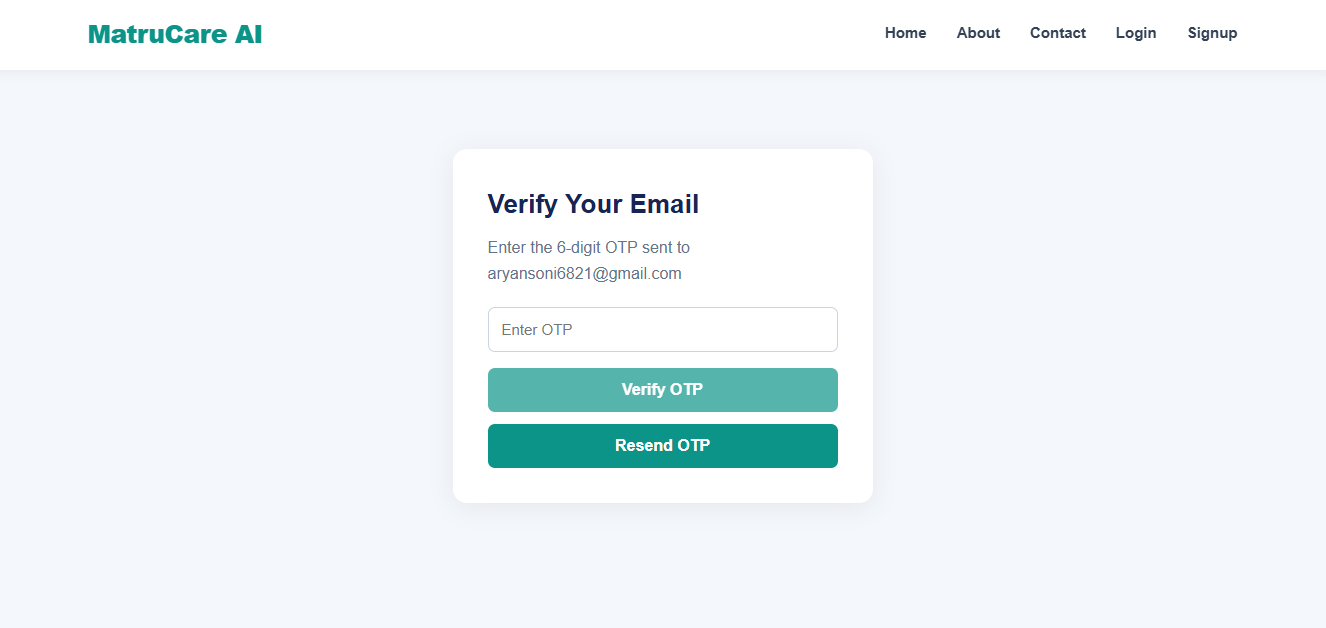 MatruCare AI
Home About Contact Login Signup
Verify Your Email
Enter the 6-digit OTP sent to
aryansoni6821@gmail.com
Enter OTP
Verify OTP
Resend OTP